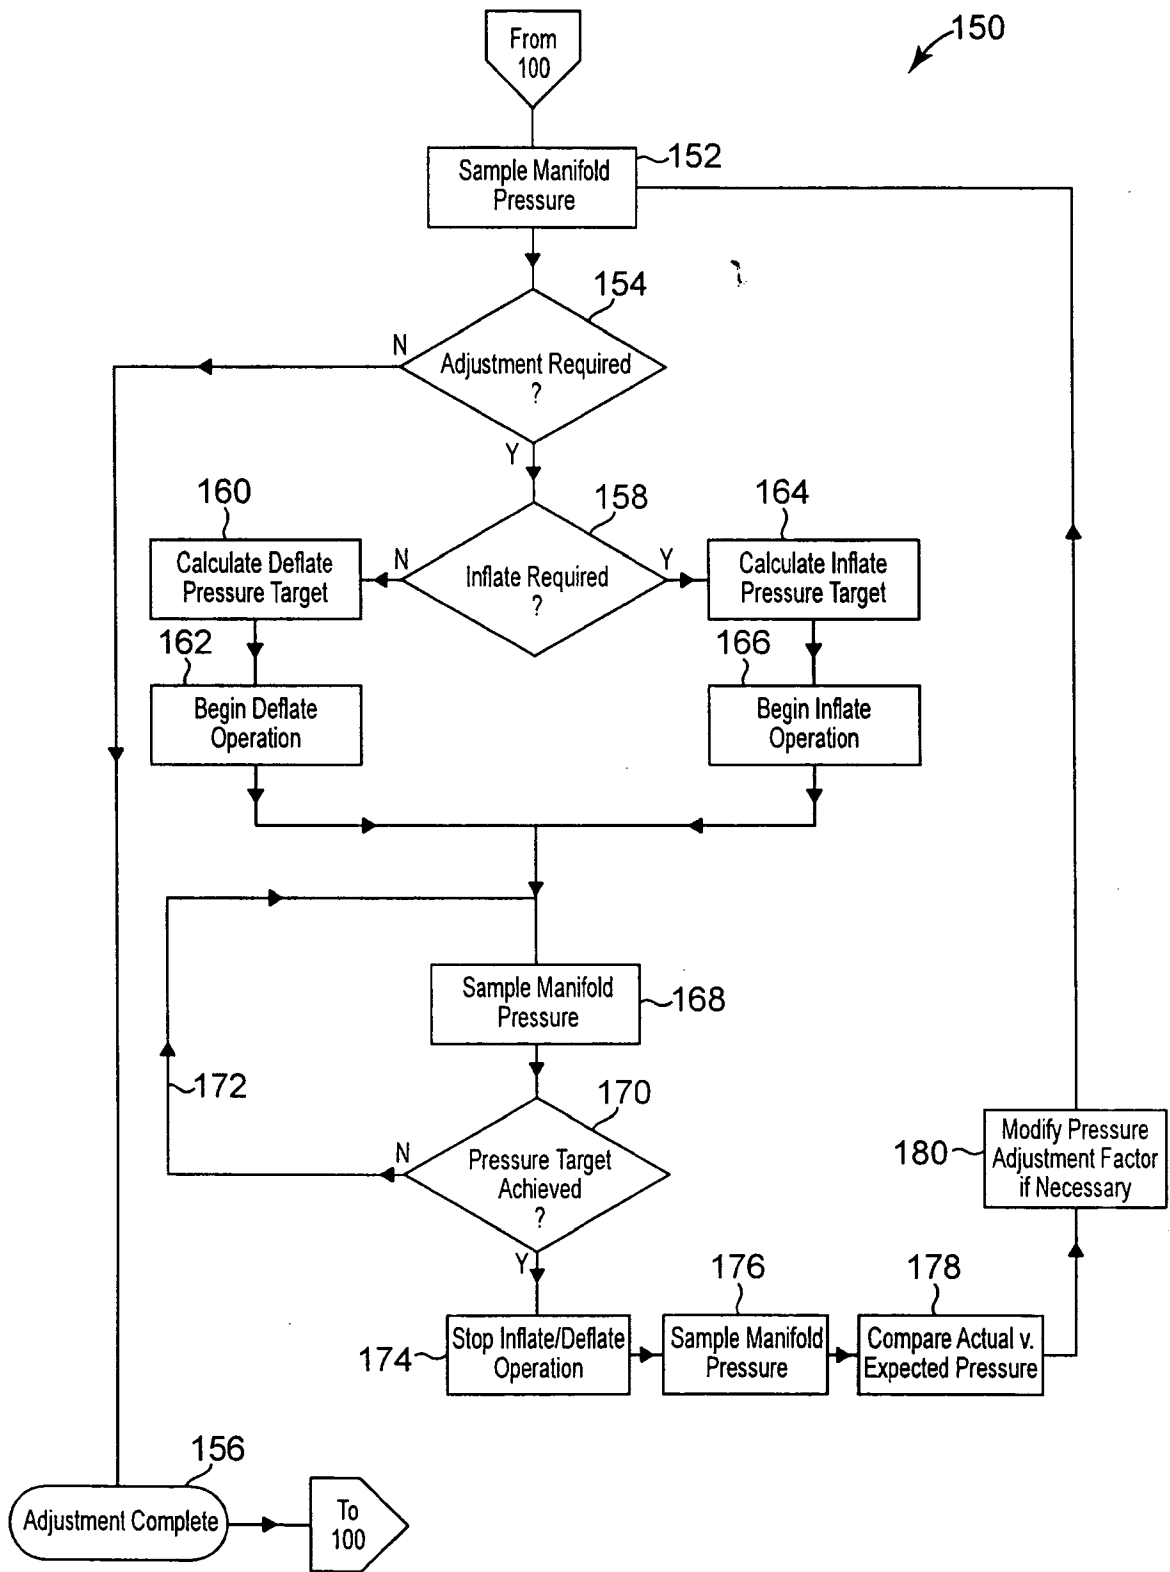 From
100
150
Sample Manifold
Pressure
152
154
N
Adjustment Required
?
Y
160
158
164
Calculate Deflate
Pressure Target
N
Inflate Required
?
Y
Calculate Inflate
Pressure Target
162
166
Begin Deflate
Operation
Begin Inflate
Operation
Sample Manifold
Pressure
168
172
170
N
Pressure Target
Achieved
?
Y
180
Modify Pressure
Adjustment Factor
if Necessary
174
Stop Inflate/Deflate
Operation
176
Sample Manifold
Pressure
178
Compare Actual v.
Expected Pressure
156
Adjustment Complete
To
100